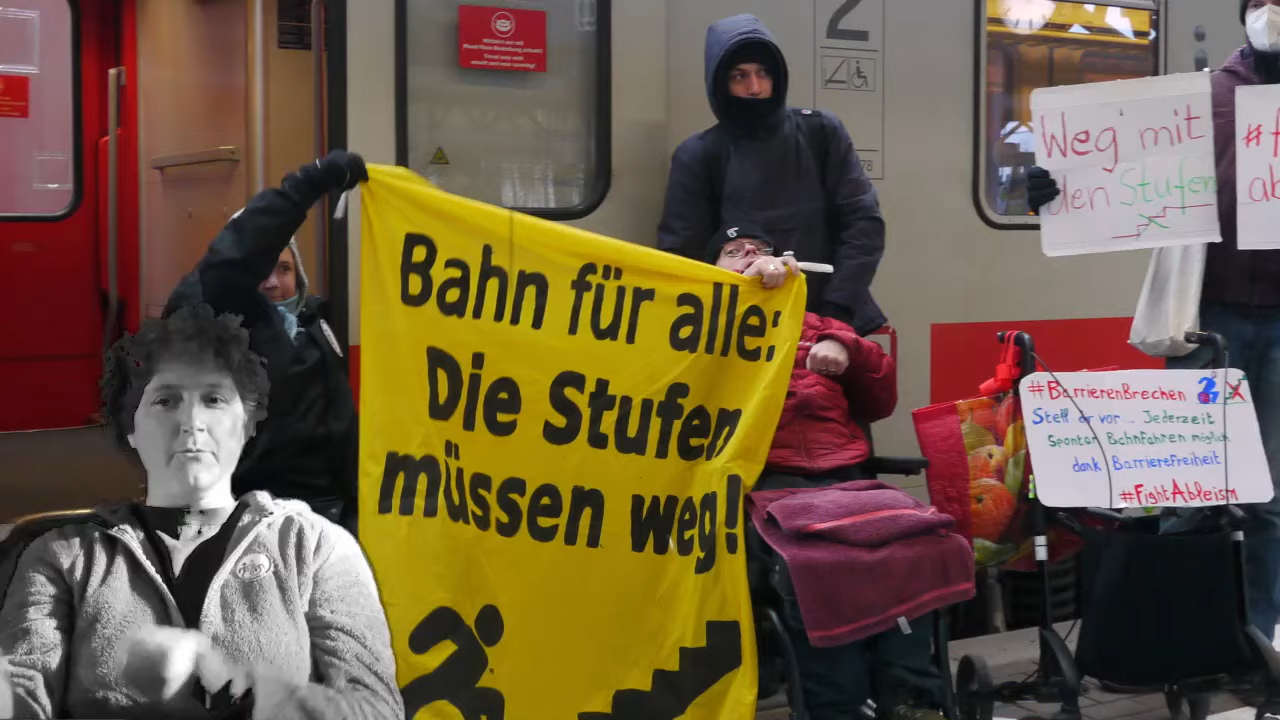 2
Bahn für alle:
Die Stufen
müssen weg!
Weg mit
den Stufen
#BarrierenBrechen
Stell dir vor... Jederzeit
Spontan Bahnfahren möglich
dank Barrierefreiheit
#FightAbleism